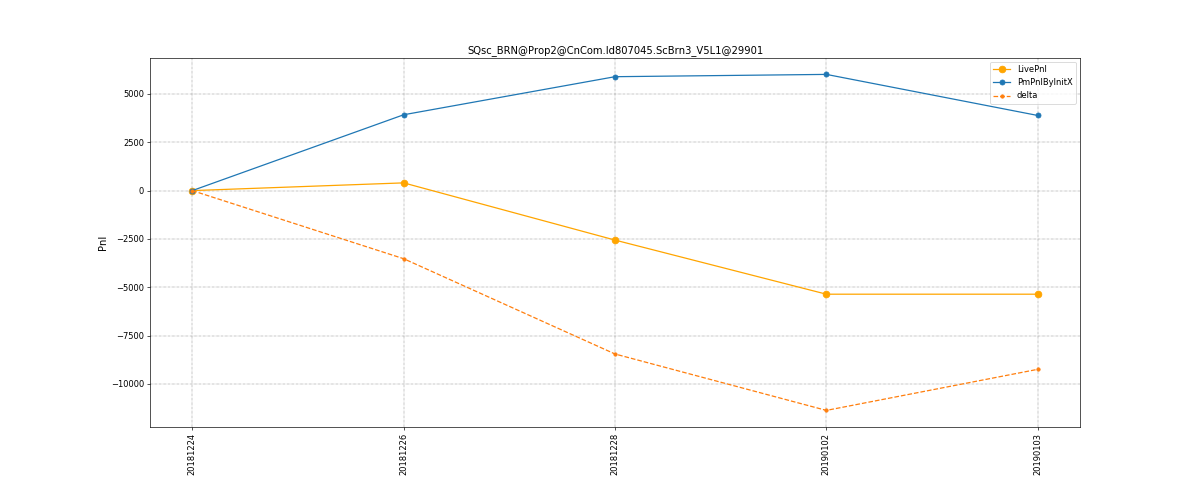 SQsc_BRN@Prop2@CnCom.Id807045.ScBrn3_V5L1@29901
LivePnl
PmPnlByInitX
delta
5000
2500
0
−2500
−5000
−7500
−10000
Pnl
20181224
20181226
20181228
20190102
20190103